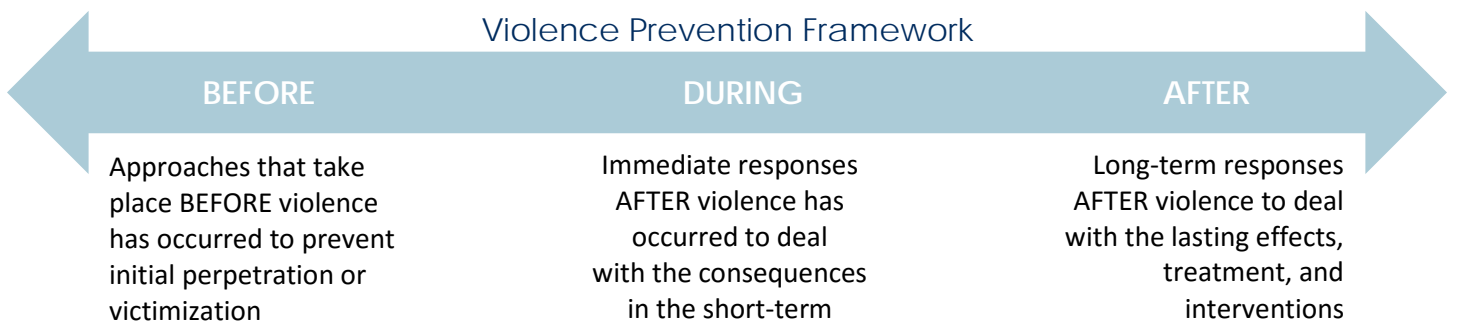 Violence Prevention Framework
BEFORE
DURING
AFTER
Approaches that take
place BEFORE violence
has occurred to prevent
initial perpetration or
victimization
Immediate responses
AFTER violence has
occurred to deal
with the consequences
in the short-term
Long-term responses
AFTER violence to deal
with the lasting effects,
treatment, and
interventions